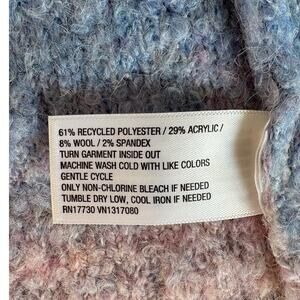 61% RECYCLED POLYESTER / 29% ACRYLIC /
8% WOOL / 2% SPANDEX
TURN GARMENT INSIDE OUT
MACHINE WASH COLD WITH LIKE COLORS
GENTLE CYCLE
ONLY NON-CHLORINE BLEACH IF NEEDED
TUMBLE DRY LOW, COOL IRON IF NEEDED
RN17730 VN1317080